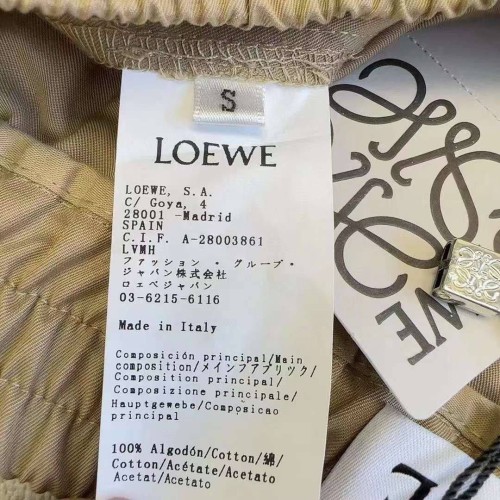 S
LOEWE
LOEWE, S.A.
C/ Goya, 4
28001 -Madrid
SPAIN
C.I.F. A-28003861
LVMH
ファッション・グループ・
ジャパン株式会社
ロエベジャパン
03-6215-6116
Made in Italy
Composición principal/Main
composition/メインファブリック/
Composition principal/
Composizione principale/
Hauptgewebe/Composicao
principal
100% Algodón/Cotton/綿/
Cotton/Acétate/Acetato
Acetat/Acetato
LOEWE